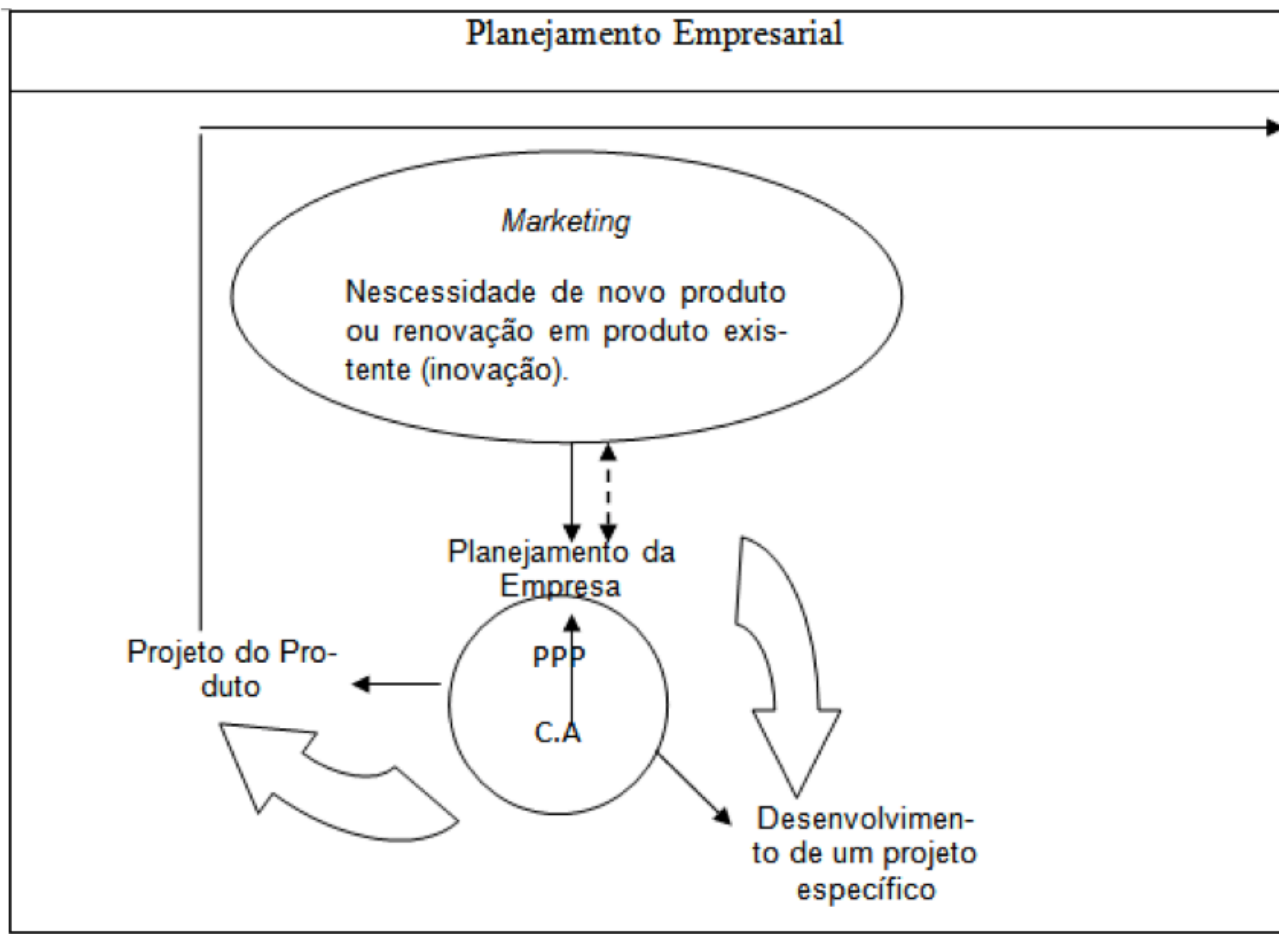 Planejamento Empresarial
Marketing
Nescessidade de novo produto
ou renovação em produto exis-
tente (inovação).
Planejamento da
Empresa
PPP
C.A
Projeto do Pro-
duto
Desenvolvimen-
to de um projeto
específico